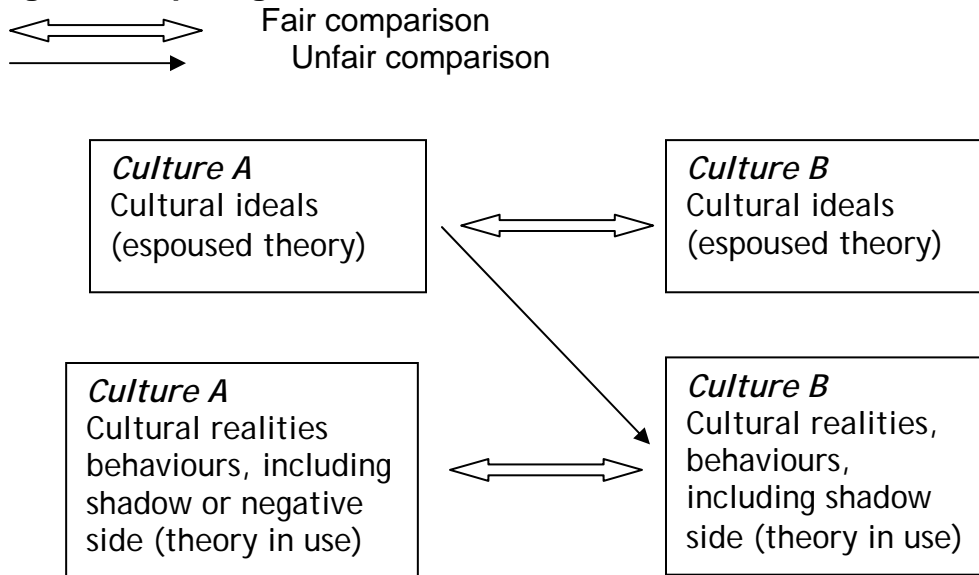 Fair comparison
Unfair comparison
Culture A
Cultural ideals
(espoused theory)
Culture B
Cultural ideals
(espoused theory)
Culture A
Cultural realities
behaviours, including
shadow or negative
side (theory in use)
Culture B
Cultural realities,
behaviours,
including shadow
side (theory in use)